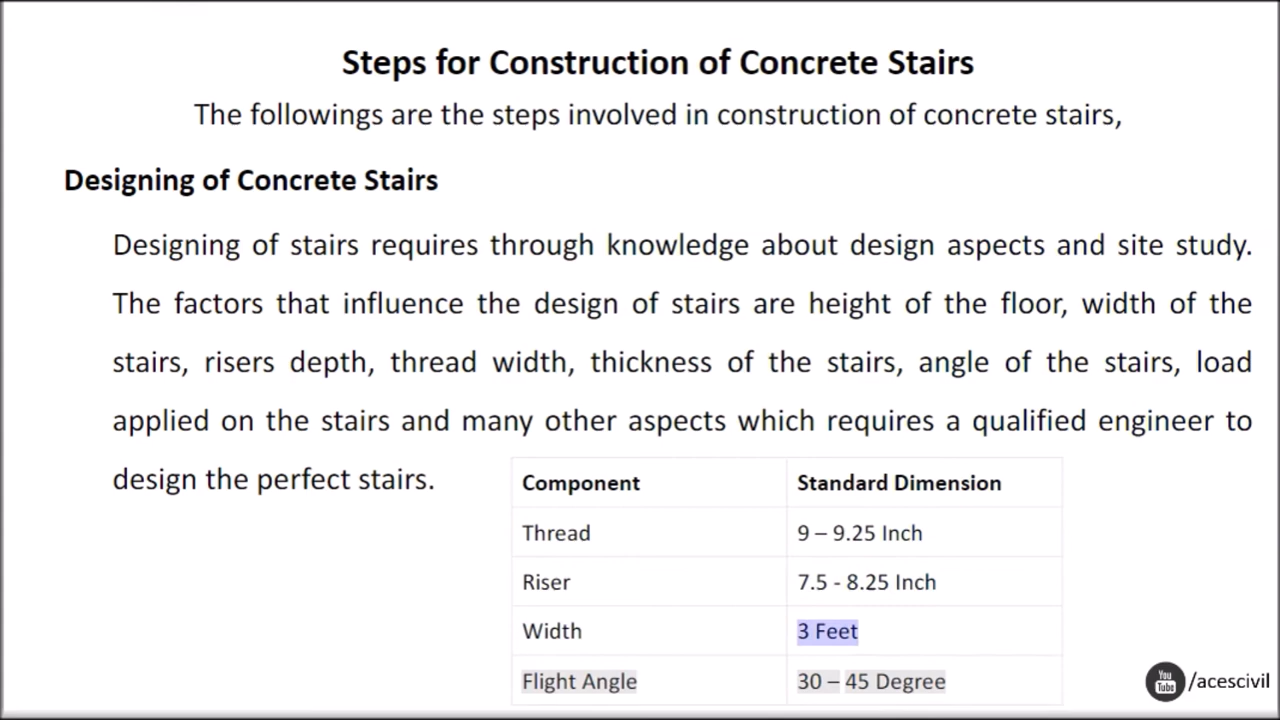 Steps for Construction of Concrete Stairs
The followings are the steps involved in construction of concrete stairs,
Designing of Concrete Stairs
Designing of stairs requires through knowledge about design aspects and site study.
The factors that influence the design of stairs are height of the floor, width of the
stairs, risers depth, thread width, thickness of the stairs, angle of the stairs, load
applied on the stairs and many other aspects which requires a qualified engineer to
design the perfect stairs.
Component Standard Dimension
Thread 9 – 9.25 Inch
Riser 7.5 - 8.25 Inch
Width 3 Feet
Flight Angle 30 – 45 Degree
You Tube /acescivil